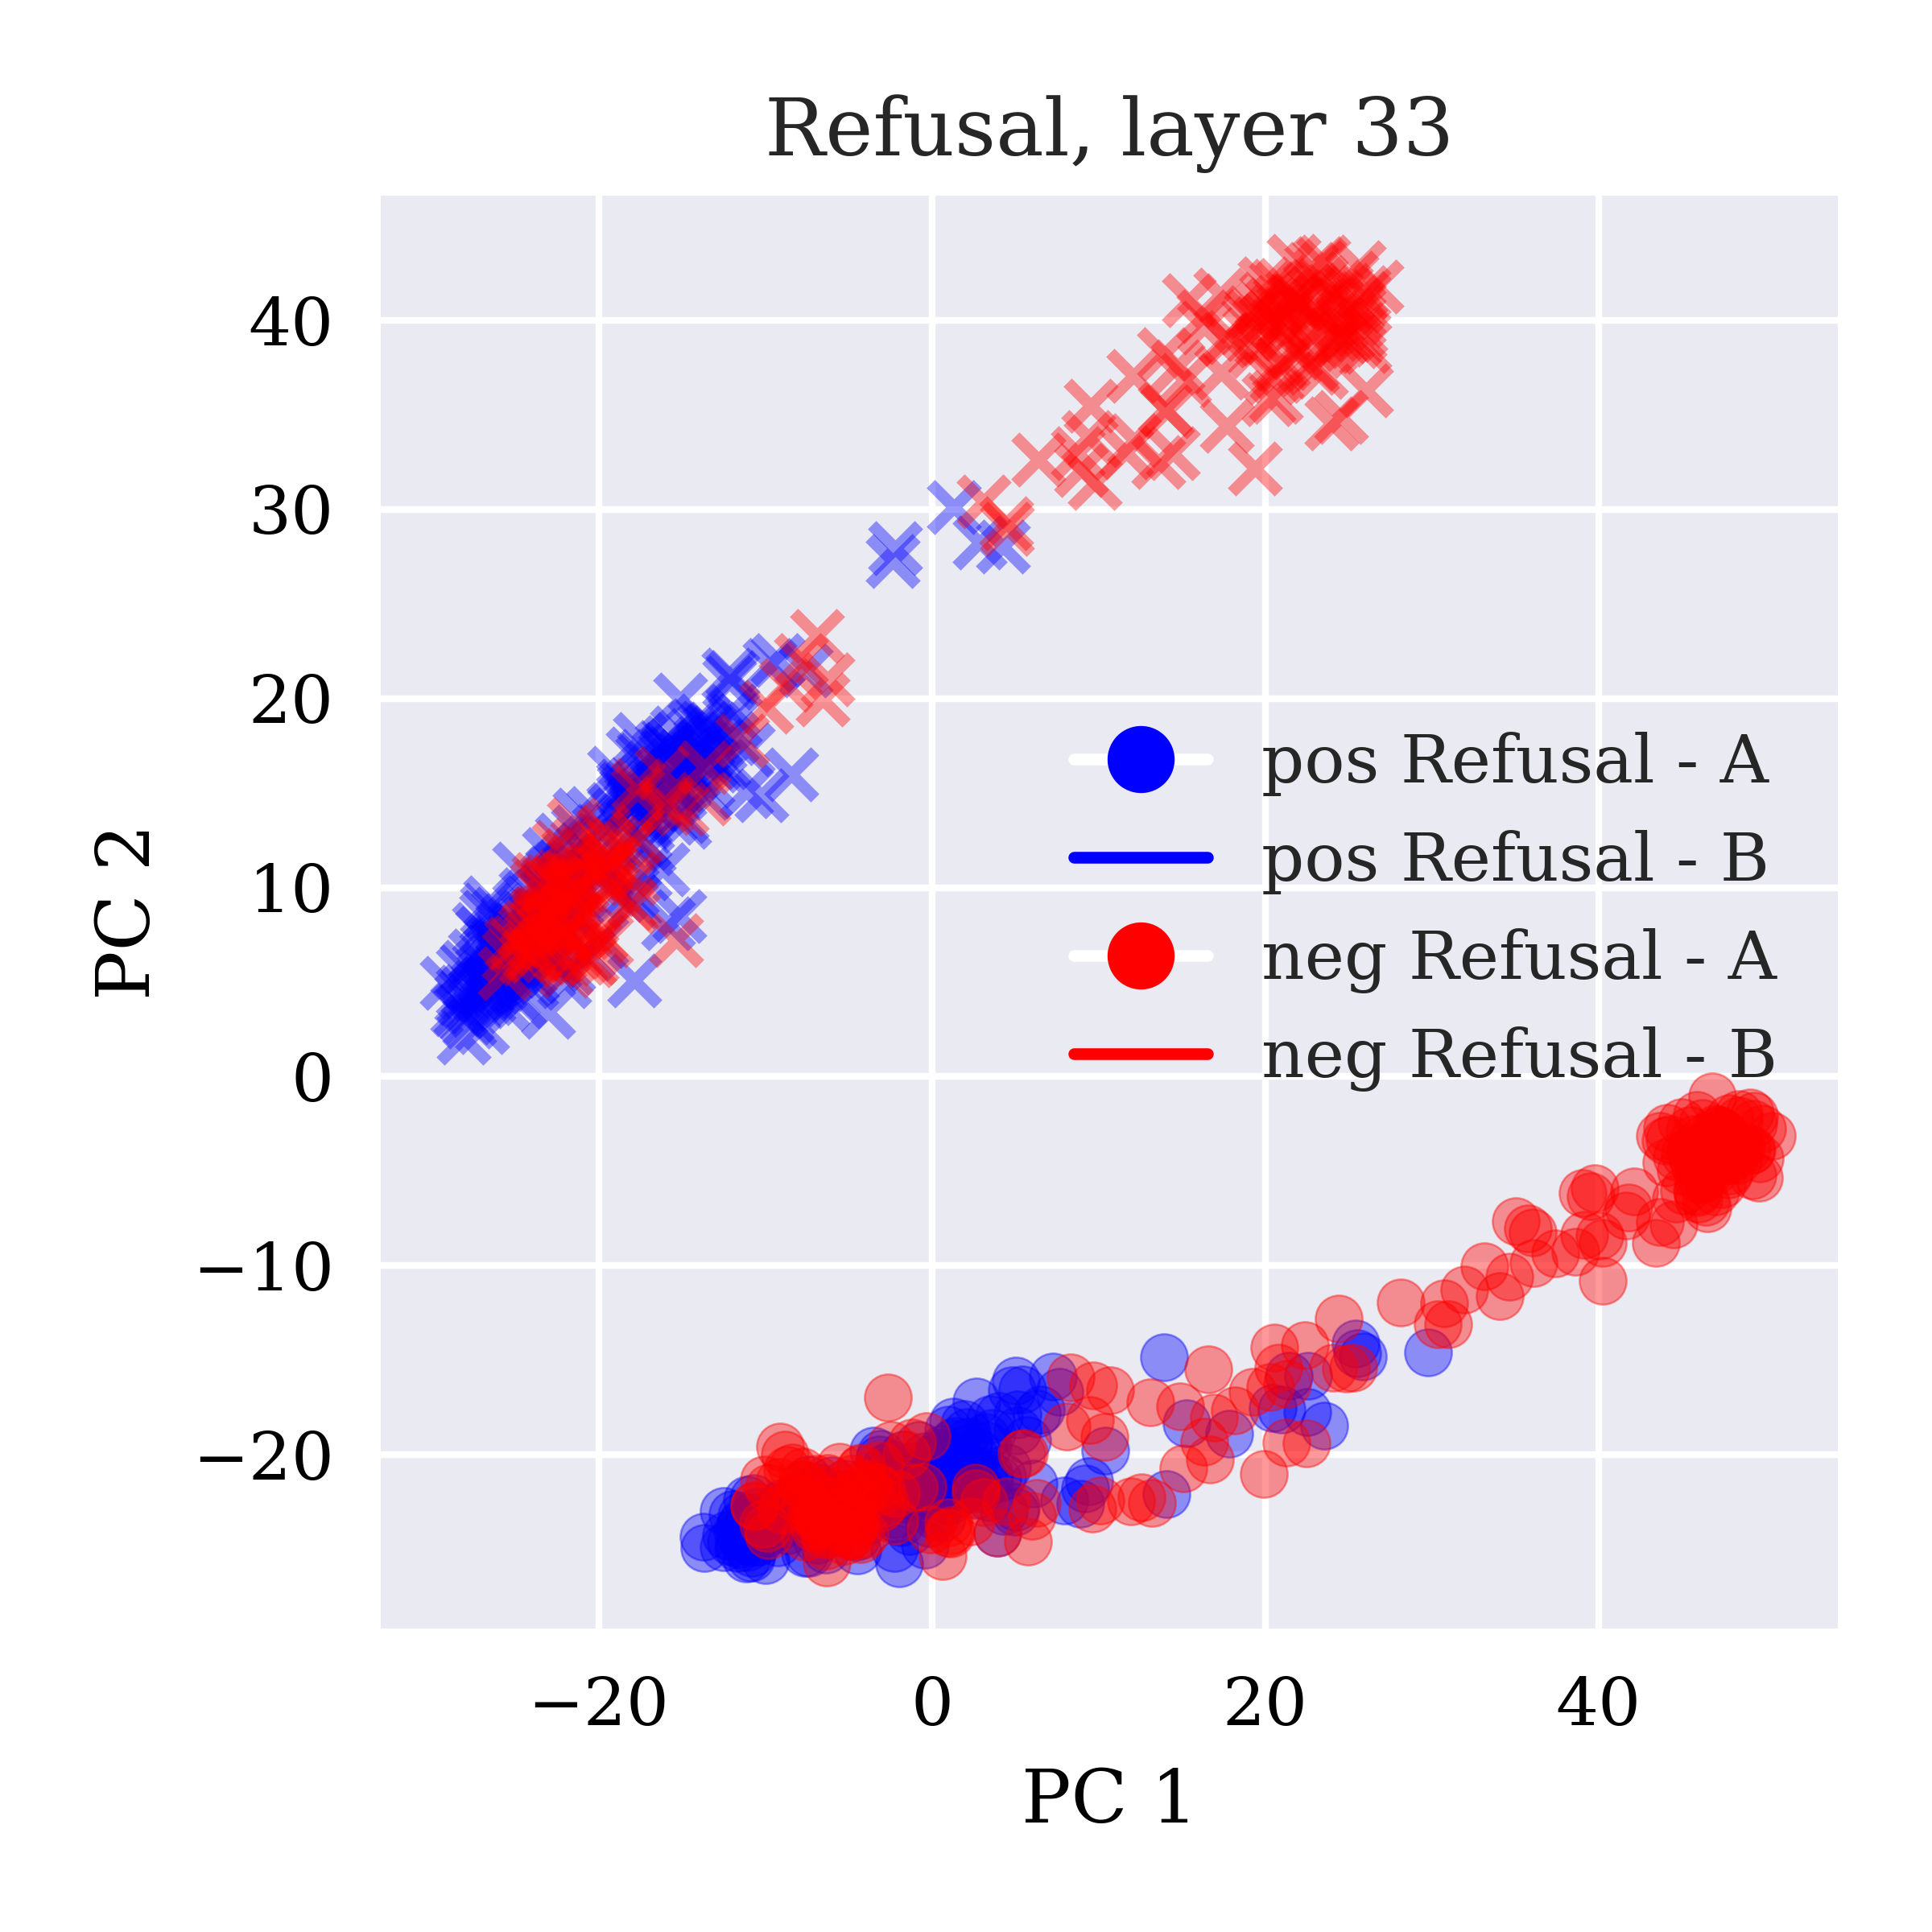 Refusal, layer 33
40
30
20
10
0
−10
−20
PC 2
pos Refusal - A
pos Refusal - B
neg Refusal - A
neg Refusal - B
−20 0 20 40
PC 1